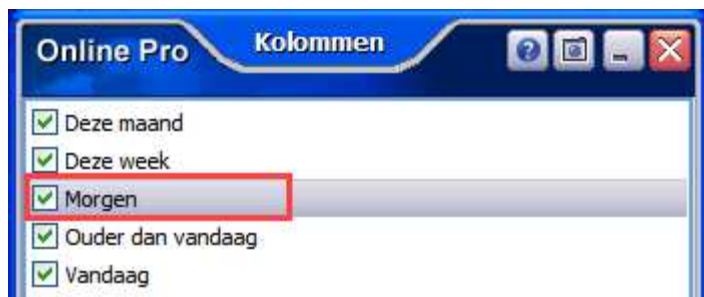 Online Pro Kolommen
Deze maand
Deze week
Morgen
Ouder dan vandaag
Vandaag